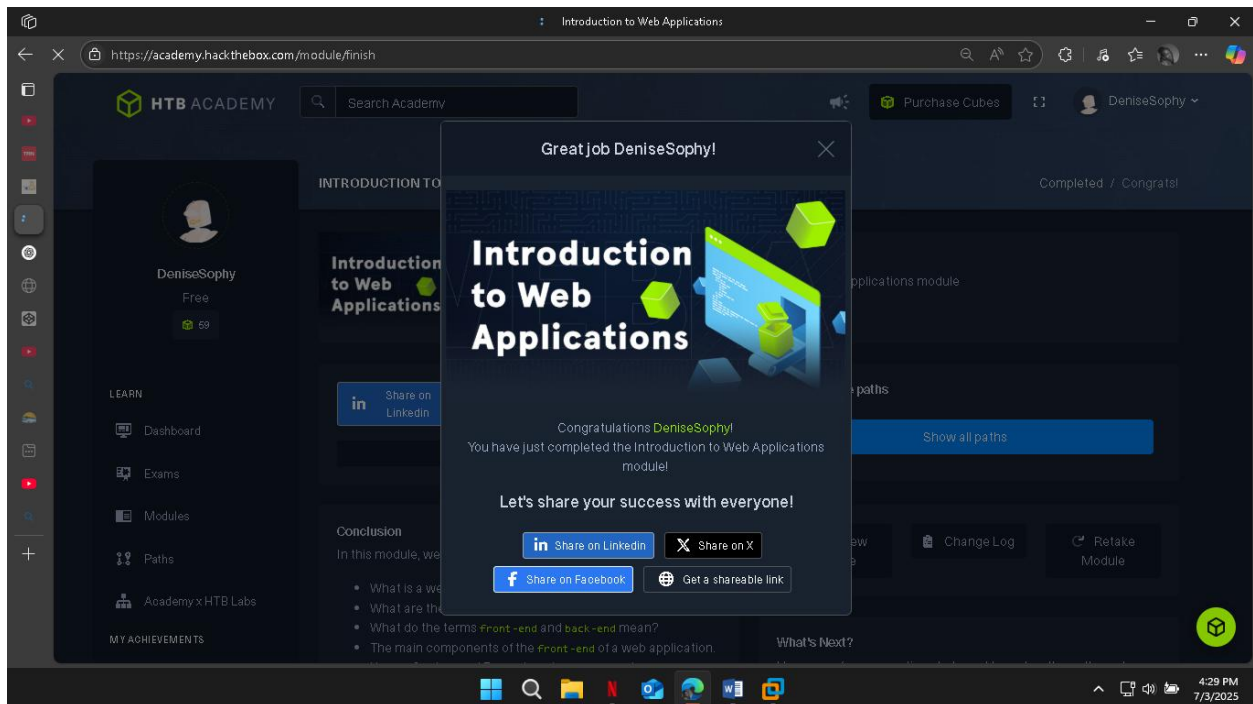 Introduction to Web Applications
https://academy.hackthebox.com/module/finish
HTB ACADEMY
Search Academy
Purchase Cubes
DeniseSophy
Great job DeniseSophy!
INTRODUCTION TO
Completed / Congrats!
DeniseSophy
Free
59
Introduction
to Web
Applications
Introduction
to Web
Applications
pplications module
LEARN
Dashboard
Exams
Modules
Paths
Academy x HTB Labs
MY ACHIEVEMENTS
in Share on
Linkedin
paths
Show all paths
Congratulations DeniseSophy!
You have just completed the Introduction to Web Applications
module!
Let's share your success with everyone!
in Share on Linkedin
X Share on X
f Share on Facebook
Get a shareable link
Change Log
Retake
Module
Conclusion
In this module, we
What is a we
What are the
What do the terms front-end and back-end mean?
The main components of the front-end of a web application.
What's Next?
4:29 PM
7/3/2025